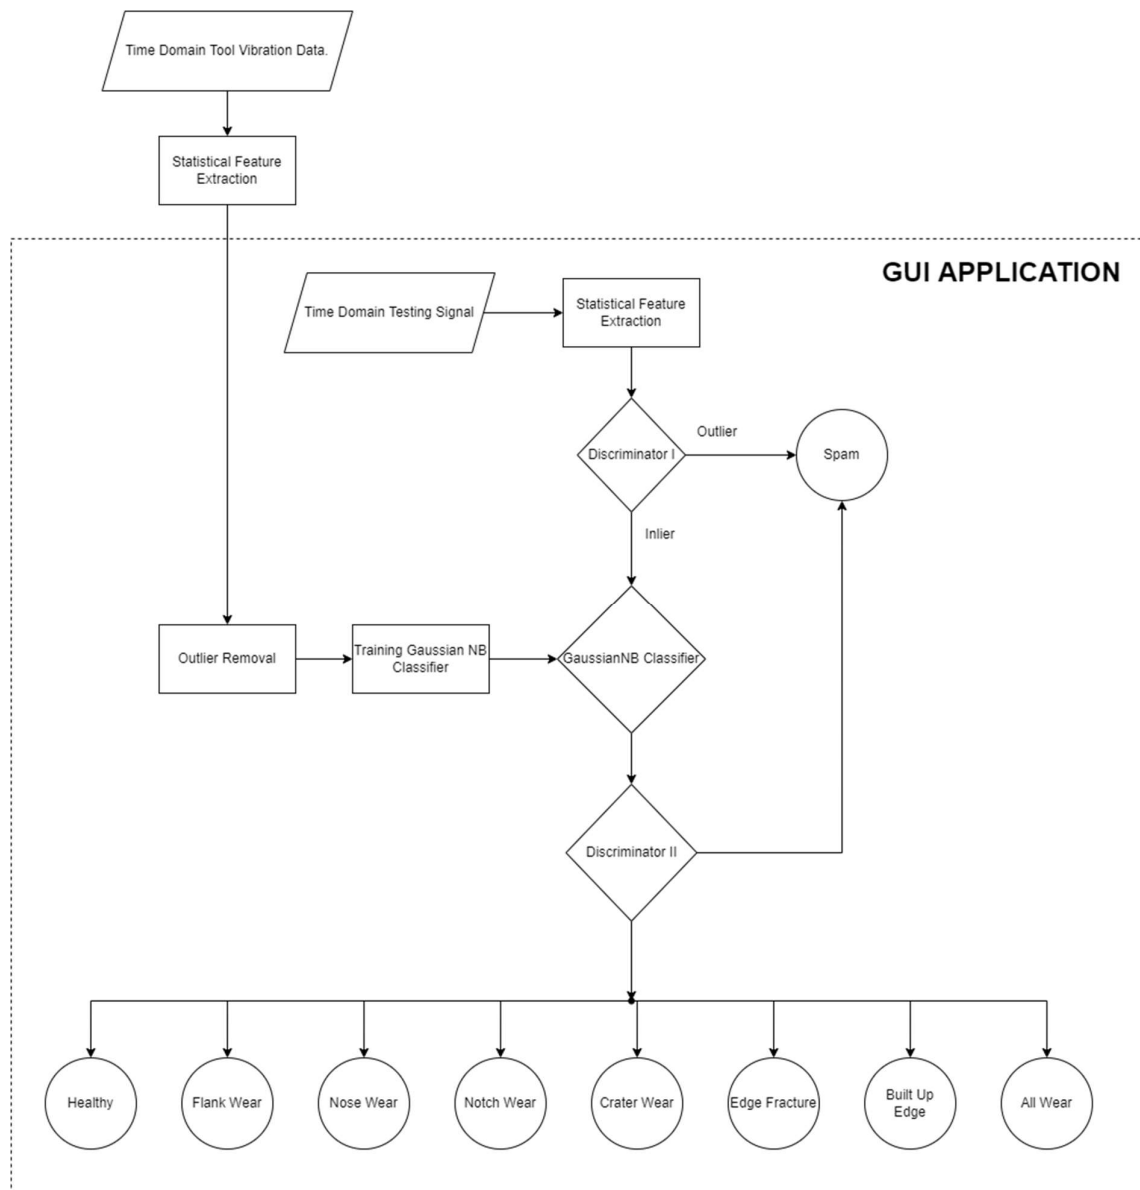 Time Domain Tool Vibration Data.
Statistical Feature
Extraction
GUI APPLICATION
Time Domain Testing Signal
Statistical Feature
Extraction
Outlier
Discriminator I
Spam
Inlier
Outlier Removal
Training Gaussian NB
Classifier
GaussianNB Classifier
Discriminator II
Healthy
Flank Wear
Nose Wear
Notch Wear
Crater Wear
Edge Fracture
Built Up
Edge
All Wear